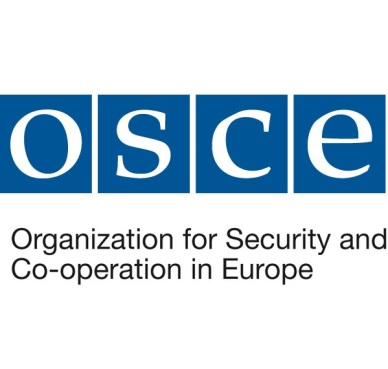 osce
Organization for Security and
Co-operation in Europe